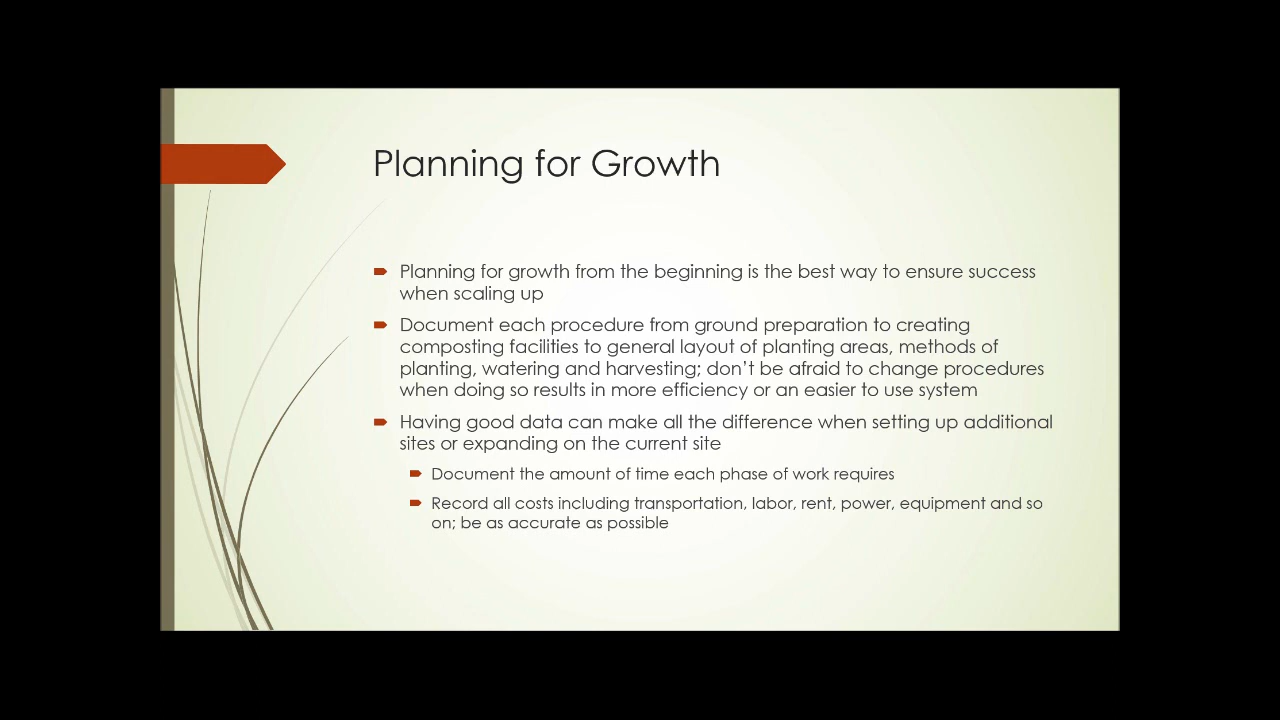 Planning for Growth
Planning for growth from the beginning is the best way to ensure success
when scaling up
Document each procedure from ground preparation to creating
composting facilities to general layout of planting areas, methods of
planting, watering and harvesting; don’t be afraid to change procedures
when doing so results in more efficiency or an easier to use system
Having good data can make all the difference when setting up additional
sites or expanding on the current site
Document the amount of time each phase of work requires
Record all costs including transportation, labor, rent, power, equipment and so
on; be as accurate as possible